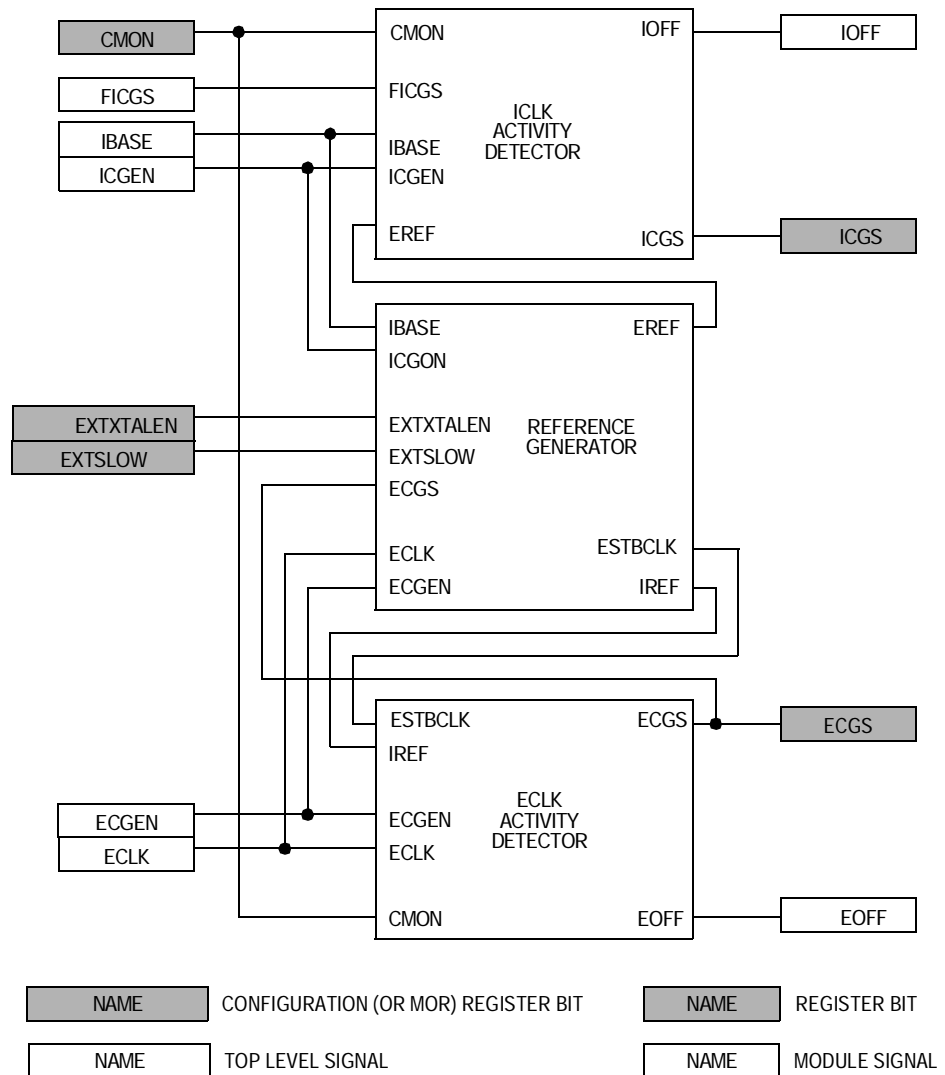 CMON
FICGS
IBASE
ICGEN
CMON
FICGS
IBASE
ICGEN
EREF
ICLK
ACTIVITY
DETECTOR
IOFF
ICGS
IOFF
ICGS
EXTXTALEN
EXTSLOW
IBASE
ICGON
EXTXTALEN
EXTSLOW
ECGS
ECLK
ECGEN
REFERENCE
GENERATOR
EREF
ESTBCLK
IREF
ECGEN
ECLK
ESTBCLK
IREF
ECGEN
ECLK
CMON
ECLK
ACTIVITY
DETECTOR
ECGS
EOFF
ECGS
EOFF
NAME CONFIGURATION (OR MOR) REGISTER BIT
NAME REGISTER BIT
NAME TOP LEVEL SIGNAL
NAME MODULE SIGNAL